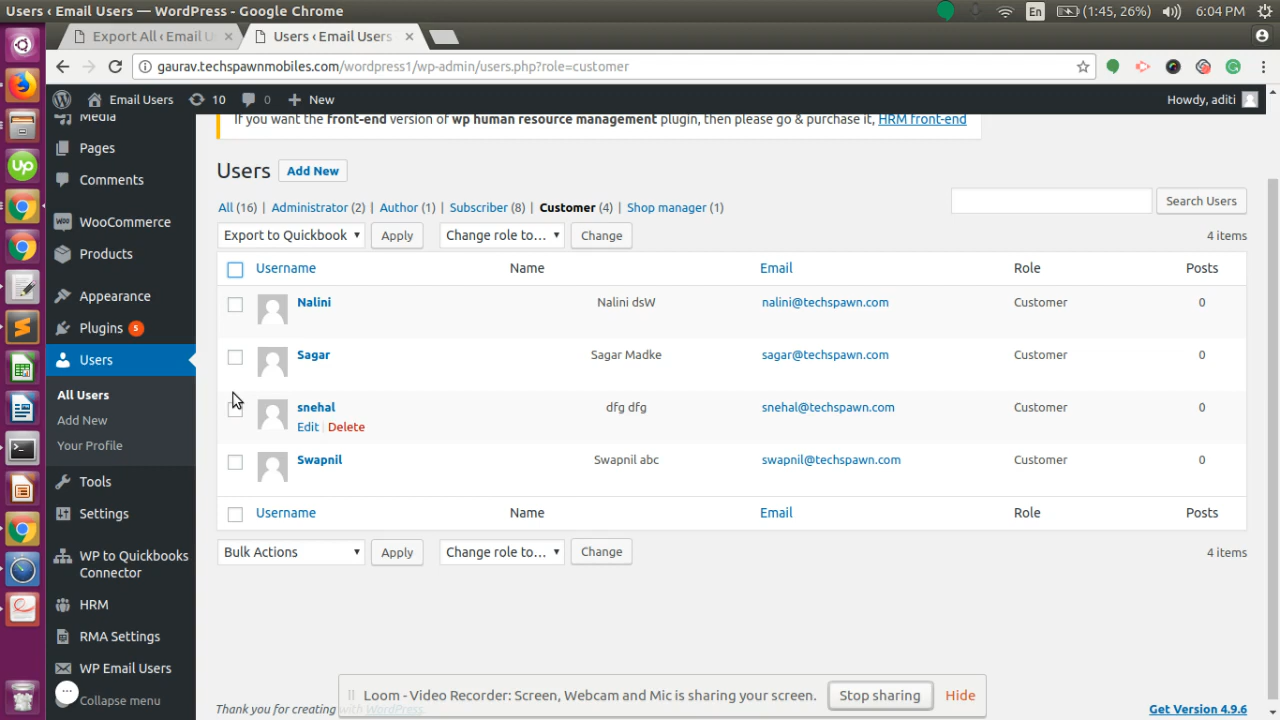 Users ‹ Email Users — WordPress - Google Chrome
En (1:45, 26%) 6:04 PM
Export All ‹ Email U × Users ‹ Email Users ×
gaurav.techspawnmobiles.com/wordpress1/wp-admin/users.php?role=customer
Email Users 10 0 + New Howdy, aditi
Media
Pages
Comments
WooCommerce
Products
Appearance
Plugins 5
Users
All Users
Add New
Your Profile
Tools
Settings
WP to Quickbooks
Connector
HRM
RMA Settings
WP Email Users
Collapse menu
If you want the front-end version of wp human resource management plugin, then please go & purchase it, HRM front-end
Users Add New
All (16) | Administrator (2) | Author (1) | Subscriber (8) | Customer (4) | Shop manager (1)
Search Users
Export to Quickbook Apply Change role to... Change 4 items
Username Name Email Role Posts
Nalini Nalini dsW nalini@techspawn.com Customer 0
Sagar Sagar Madke sagar@techspawn.com Customer 0
snehal dfg dfg snehal@techspawn.com Customer 0
Edit | Delete
Swapnil Swapnil abc swapnil@techspawn.com Customer 0
Username Name Email Role Posts
Bulk Actions Apply Change role to... Change 4 items
Loom - Video Recorder: Screen, Webcam and Mic is sharing your screen. Stop sharing Hide
Thank you for creating with WordPress.
Get Version 4.9.6